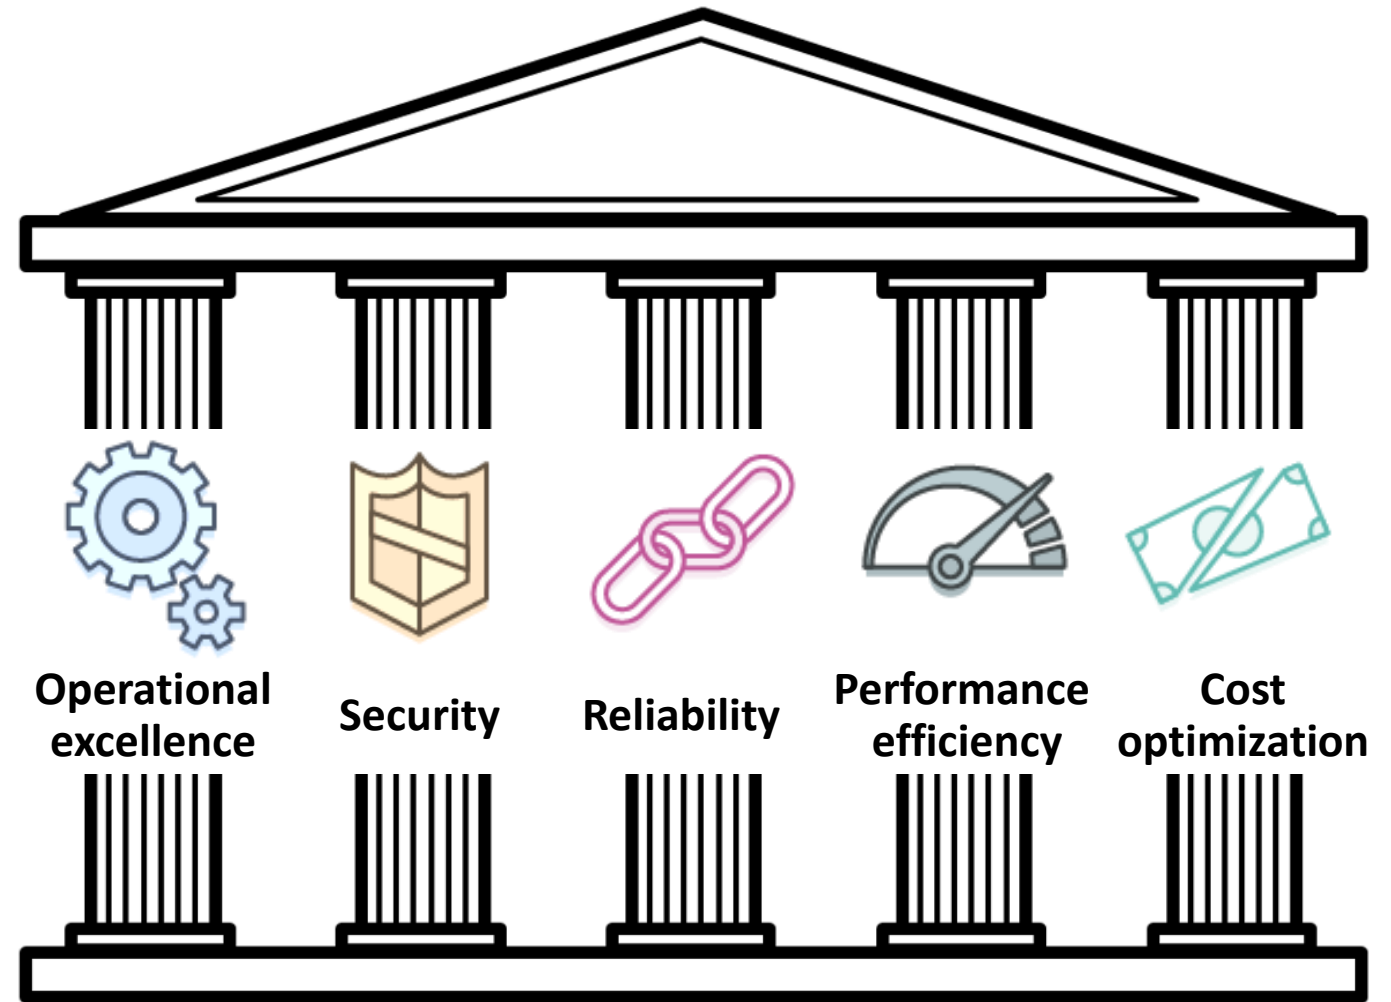 Operational
excellence
Security
Reliability
Performance
efficiency
Cost
optimization